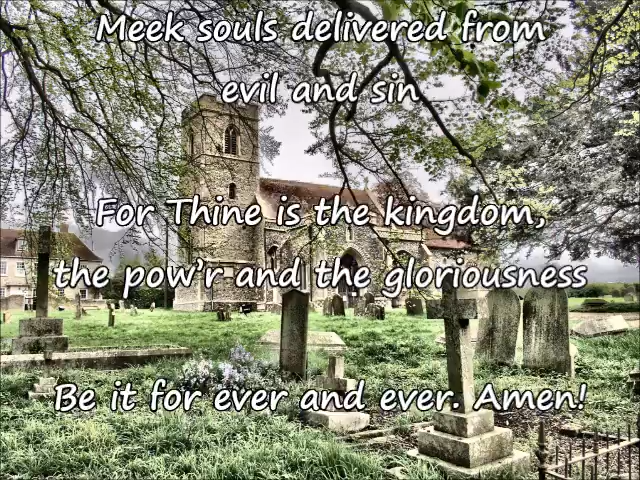 Meek souls delivered from
evil and sin
For Thine is the kingdom,
the pow'r and the gloriousness
Be it for ever and ever. Amen!